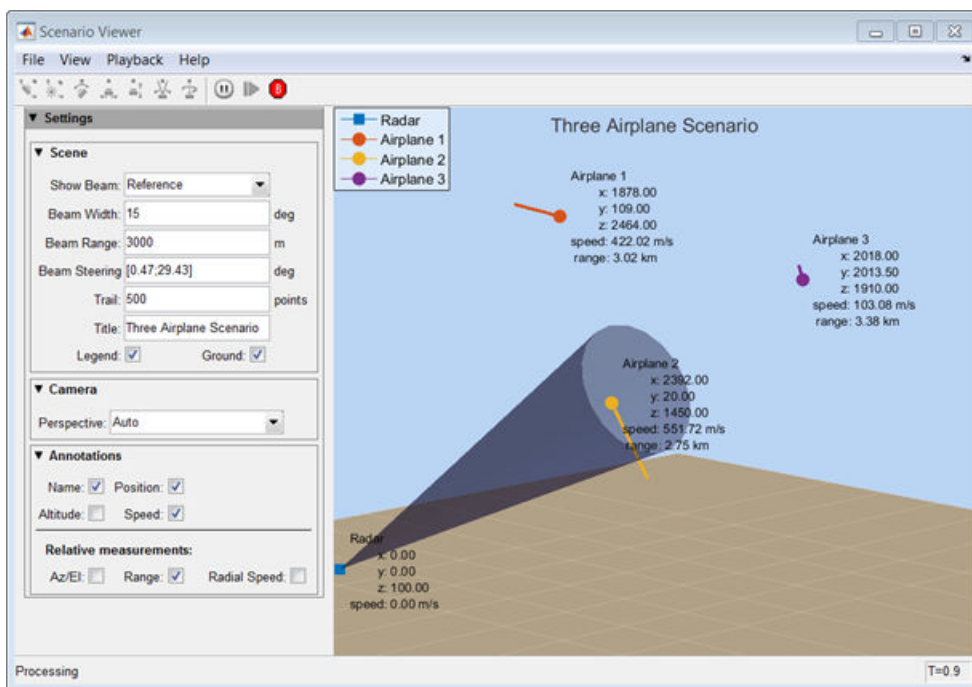 Scenario Viewer
File View Playback Help
Settings
Scene
Show Beam: Reference
Beam Width: 15 deg
Beam Range: 3000 m
Beam Steering [0.47;29.43] deg
Trail: 500 points
Title: Three Airplane Scenario
Legend: Ground:
Camera
Perspective: Auto
Annotations
Name: Position:
Altitude: Speed:
Relative measurements:
Az/El: Range: Radial Speed:
Radar
Airplane 1
Airplane 2
Airplane 3
Three Airplane Scenario
Airplane 1
x: 1878.00
y: 109.00
z: 2464.00
speed: 422.02 m/s
range: 3.02 km
Airplane 3
x: 2018.00
y: 2013.50
z: 1910.00
speed: 103.08 m/s
range: 3.38 km
Airplane 2
x: 2392.00
y: 20.00
z: 1450.00
speed: 551.72 m/s
range: 2.75 km
Radar
x: 0.00
y: 0.00
z: 100.00
speed: 0.00 m/s
Processing
T=0.9